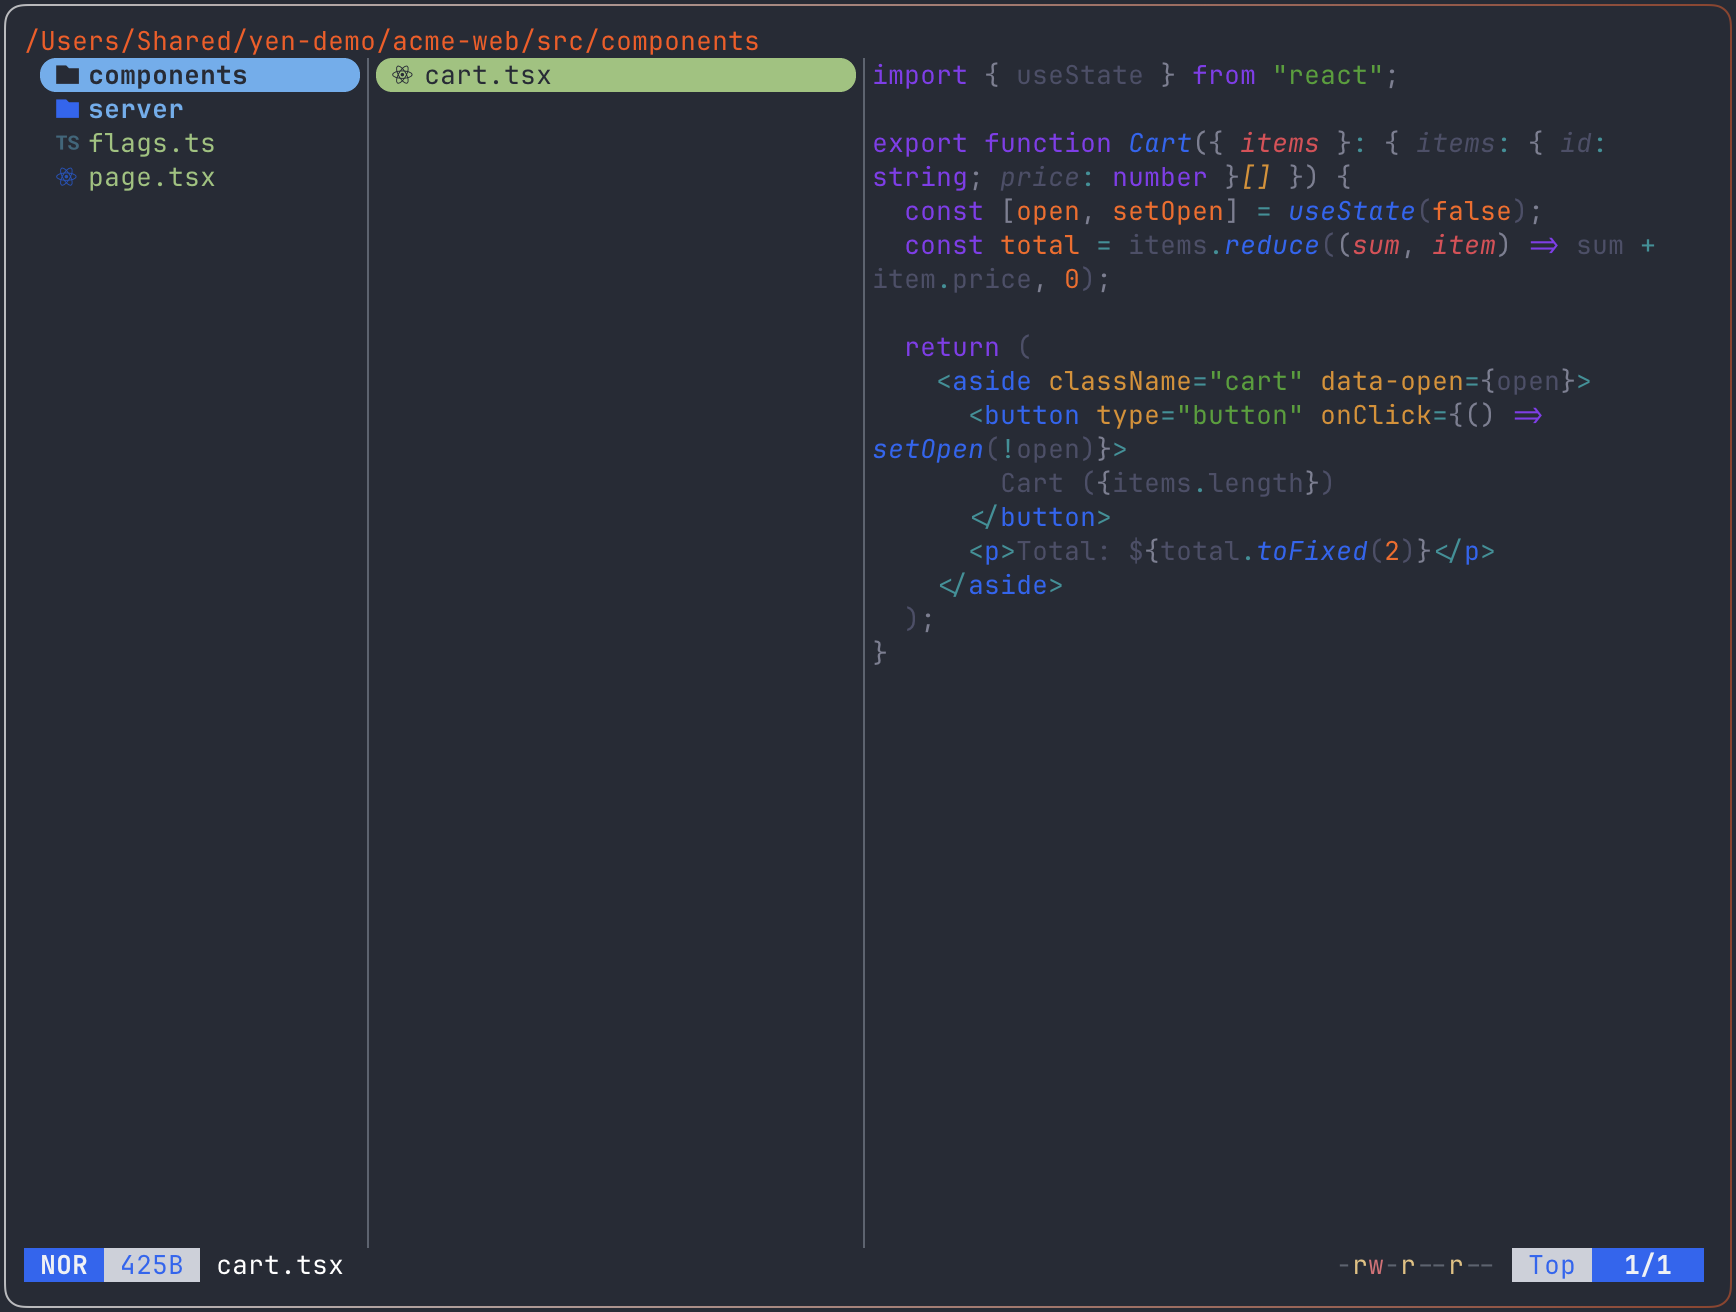 /Users/Shared/yen-demo/acme-web/src/components
components
server
TS flags.ts
page.tsx
cart.tsx
import { useState } from "react";
export function Cart({ items }: { items: { id:
string; price: number }[] }) {
const [open, setOpen] = useState(false);
const total = items.reduce((sum, item) => sum +
item.price, 0);
return (
<aside className="cart" data-open={open}>
<button type="button" onClick={() =>
setOpen(!open)}>
Cart ({items.length})
</button>
<p>Total: ${total.toFixed(2)}</p>
</aside>
);
}
NOR 425B cart.tsx -rw-r--r-- Top 1/1